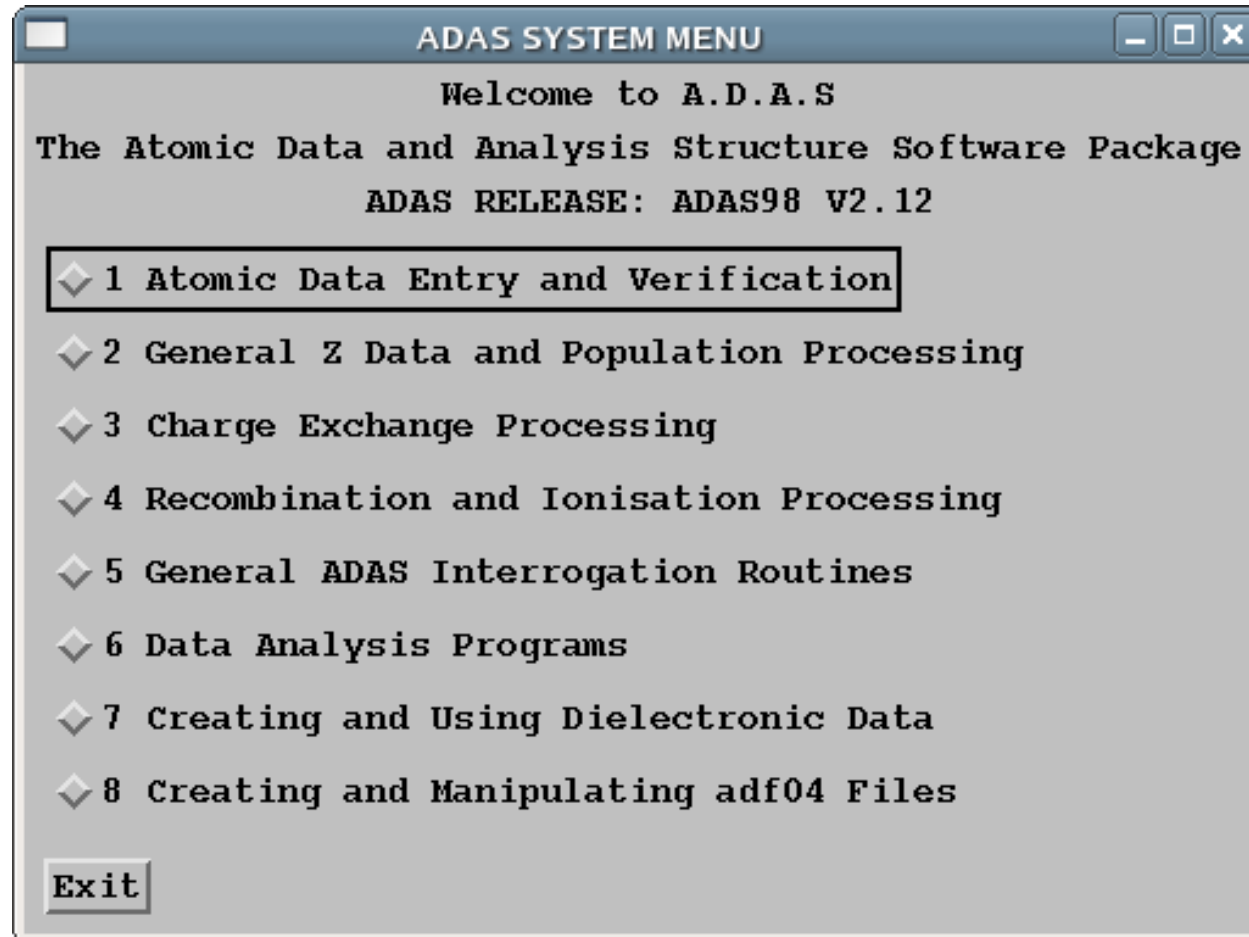 ADAS SYSTEM MENU
Welcome to A.D.A.S
The Atomic Data and Analysis Structure Software Package
ADAS RELEASE: ADAS98 V2.12
1 Atomic Data Entry and Verification
2 General Z Data and Population Processing
3 Charge Exchange Processing
4 Recombination and Ionisation Processing
5 General ADAS Interrogation Routines
6 Data Analysis Programs
7 Creating and Using Dielectronic Data
8 Creating and Manipulating adf04 Files
Exit